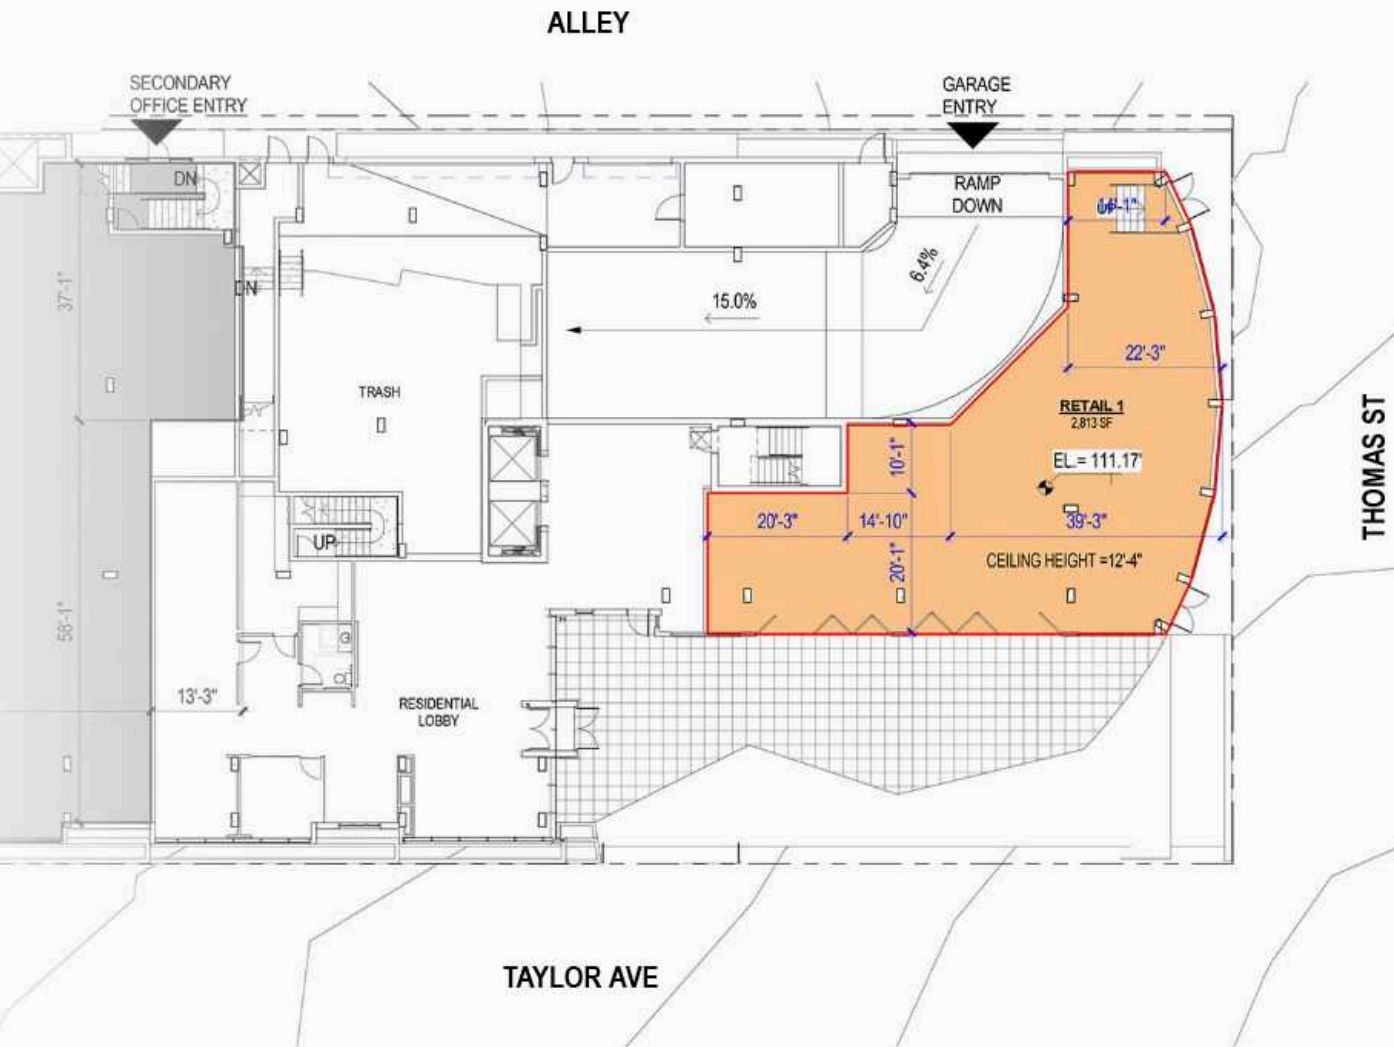 ALLEY
SECONDARY
OFFICE ENTRY
GARAGE
ENTRY
DN
RAMP
DOWN
UP
6.4%
37'-1"
15.0%
22'-3"
TRASH
RETAIL 1
2,813 SF
THOMAS ST
10'-1"
EL.= 111.17'
20'-3"
14'-10"
39'-3"
UP
20'-1"
CEILING HEIGHT =12'-4"
58'-1"
13'-3"
RESIDENTIAL
LOBBY
TAYLOR AVE